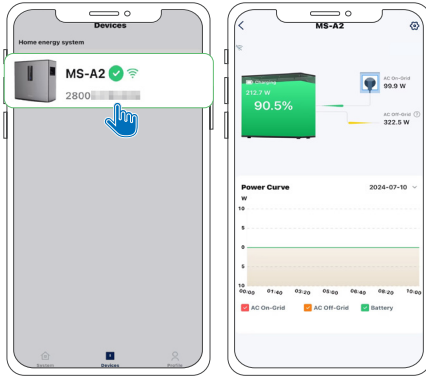 Devices
Home energy system
MS-A2
2800
Devices
Profile
MS-A2
Charging
212.7 W
90.5%
AC On-Grid
99.9 W
AC Off-Grid
322.5 W
Power Curve
2024-07-10
W
10
5
0
5
10
00:00 01:40 03:20 05:00 06:40 08:20 10:00
AC On-Grid AC Off-Grid Battery